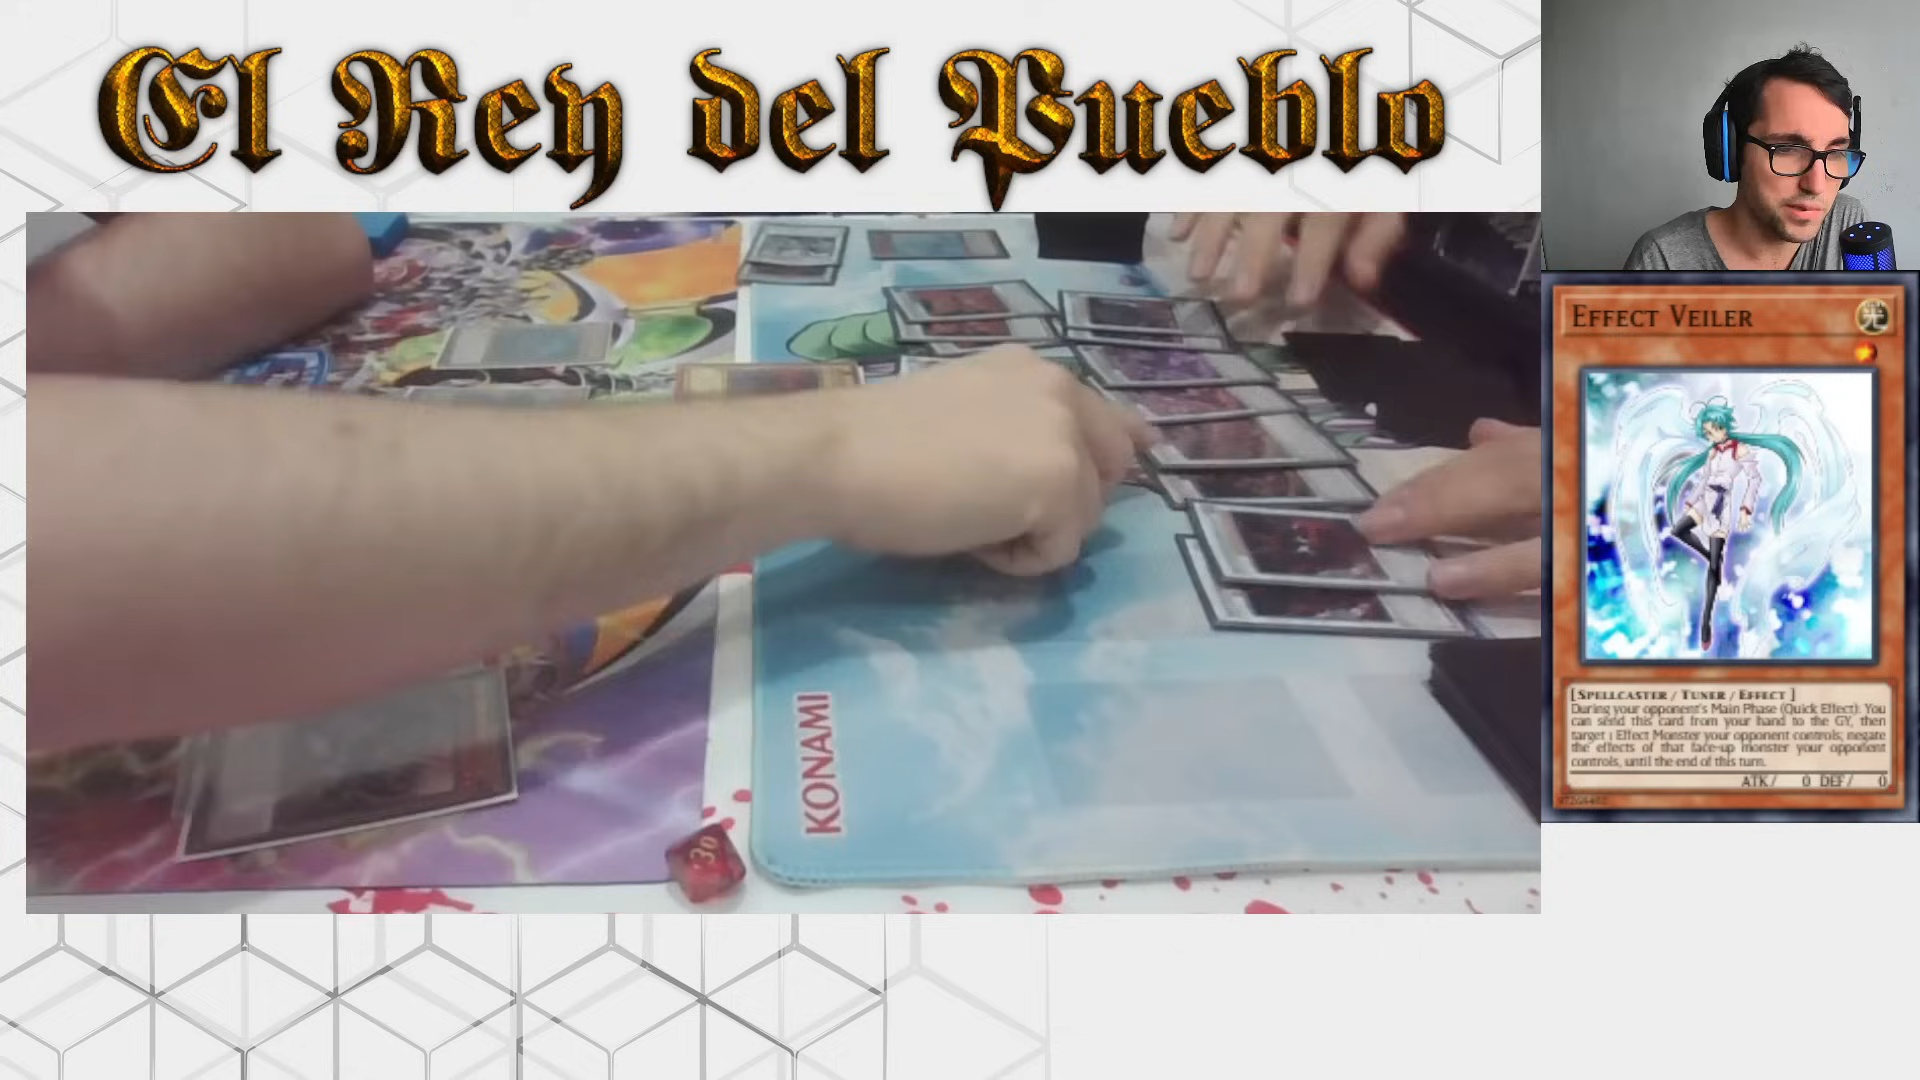 El Rey del Pueblo
EFFECT VEILER
光
[ SPELLCASTER / TUNER / EFFECT ]
During your opponent's Main Phase (Quick Effect): You
can send this card from your hand to the GY, then
target 1 Effect Monster your opponent controls; negate
the effects of that face-up monster your opponent
controls, until the end of this turn.
ATK/ 0 DEF/ 0
KONAMI
30